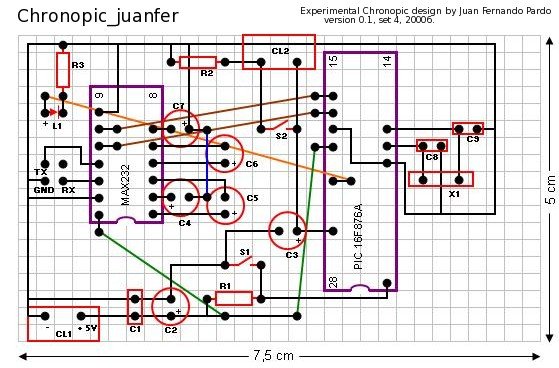 Chronopic_juanfer
Experimental Chronopic design by Juan Fernando Pardo
version 0.1, set 4, 20006.
R3
R2
CL2
15
14
9
8
C7
+
+ L1
S2
C9
C8
C6
+
TX
GND RX
MAX232
X1
C5
+
C4
+
PIC 16F876A
C3
+
5 cm
S1
28
1
R1
- + 5V
CL1
C1
C2
+
7,5 cm